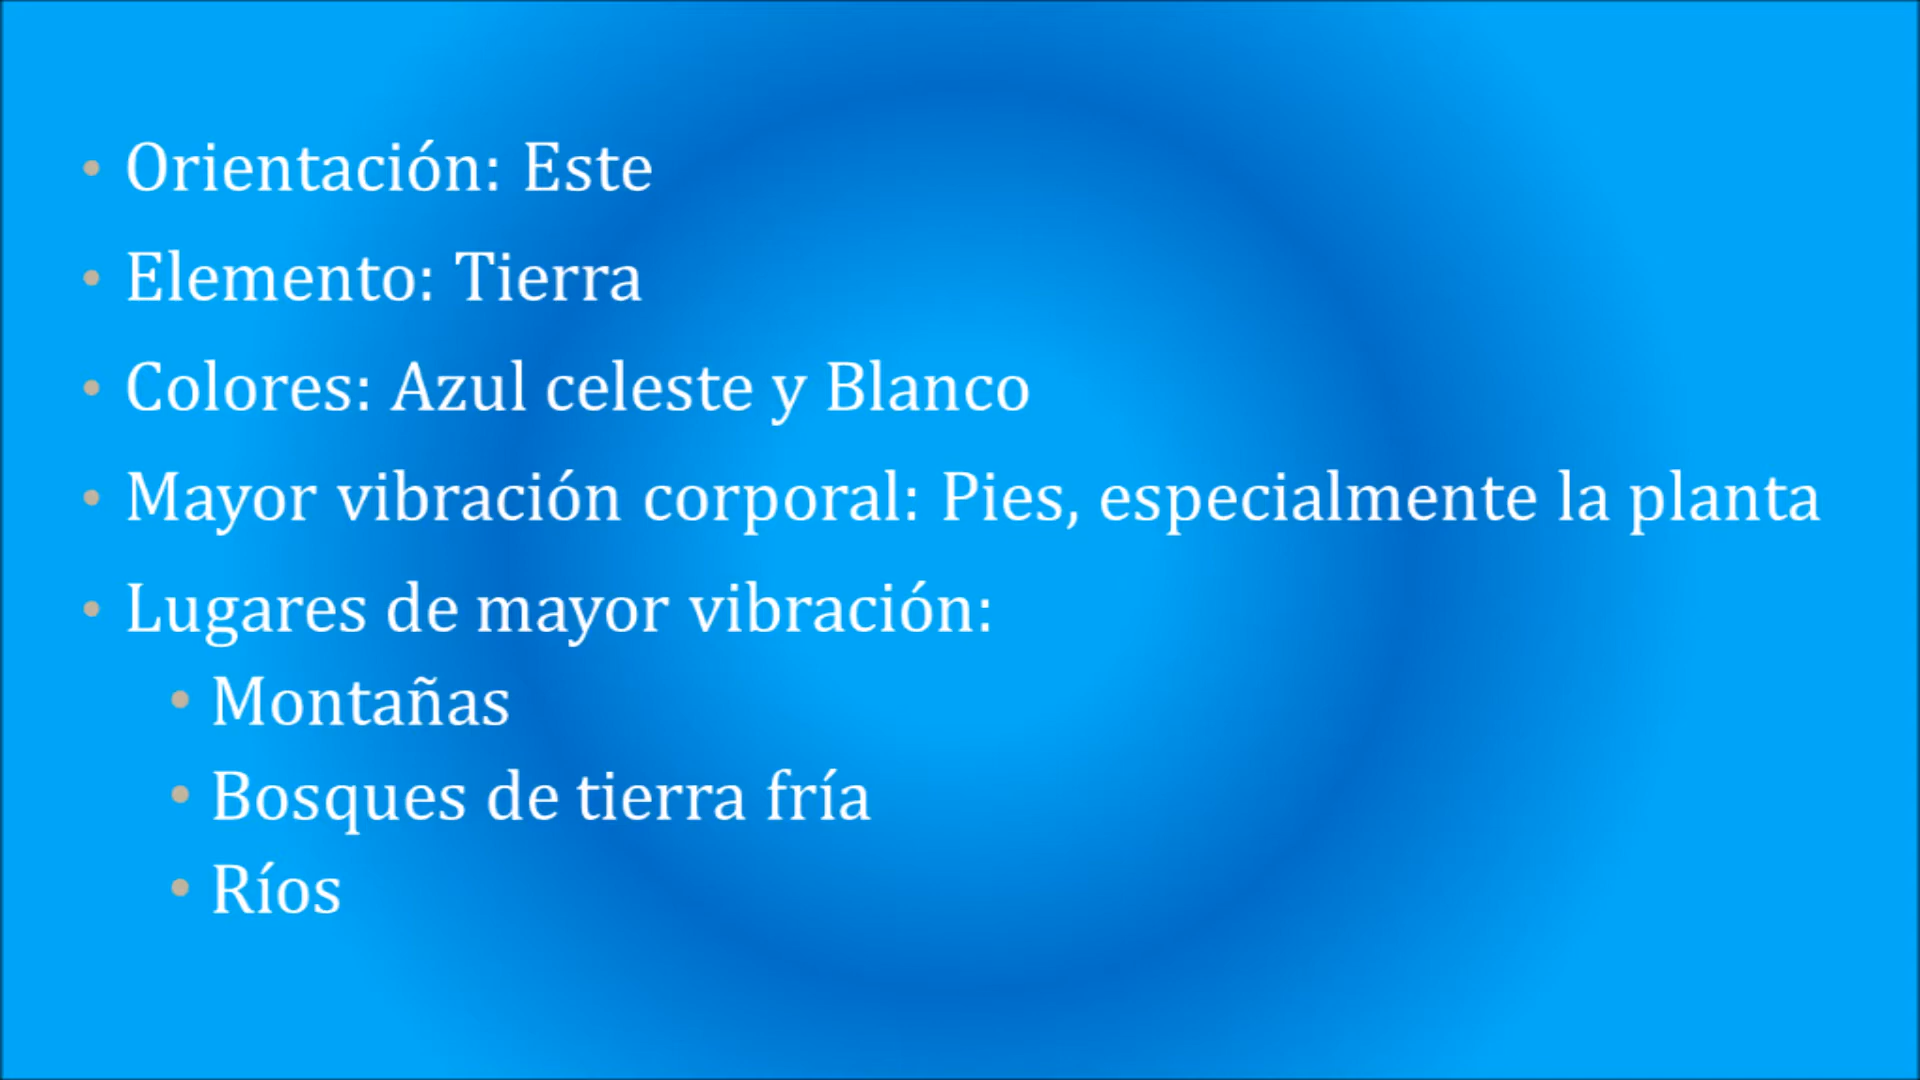 • Orientación: Este
• Elemento: Tierra
• Colores: Azul celeste y Blanco
• Mayor vibración corporal: Pies, especialmente la planta
• Lugares de mayor vibración:
• Montañas
• Bosques de tierra fría
• Ríos